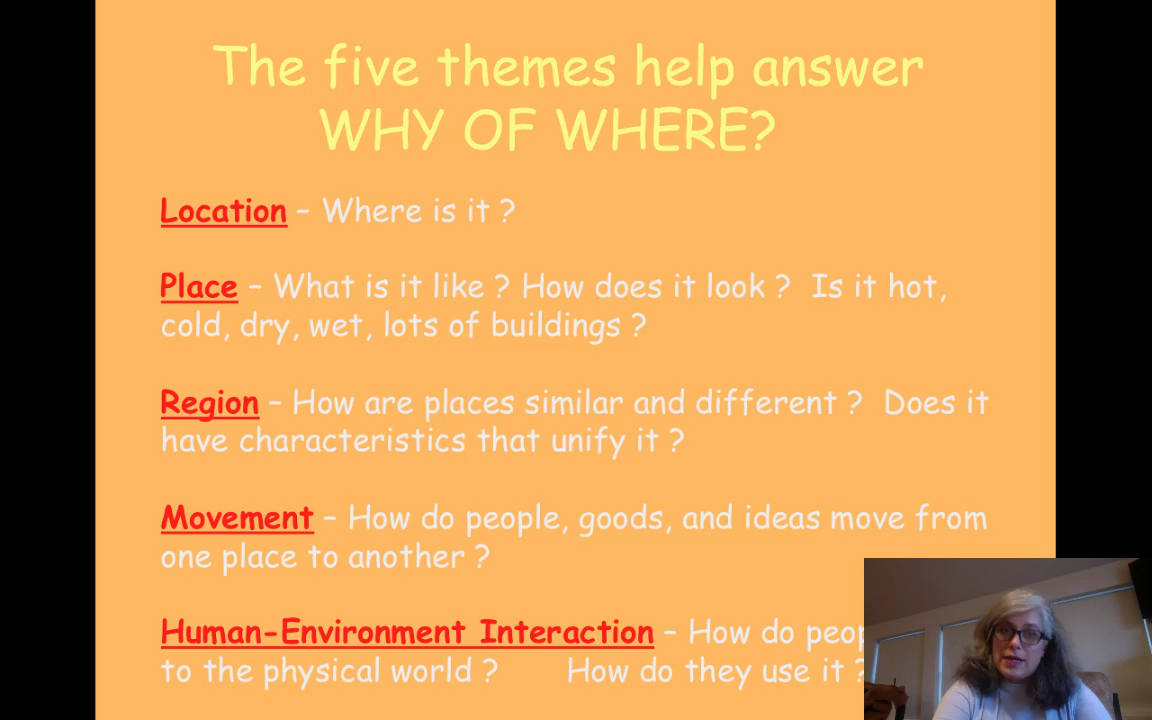 The five themes help answer
WHY OF WHERE?
Location – Where is it ?
Place – What is it like ? How does it look ? Is it hot,
cold, dry, wet, lots of buildings ?
Region – How are places similar and different ? Does it
have characteristics that unify it ?
Movement – How do people, goods, and ideas move from
one place to another ?
Human-Environment Interaction – How do
to the physical world ? How do they use it ?